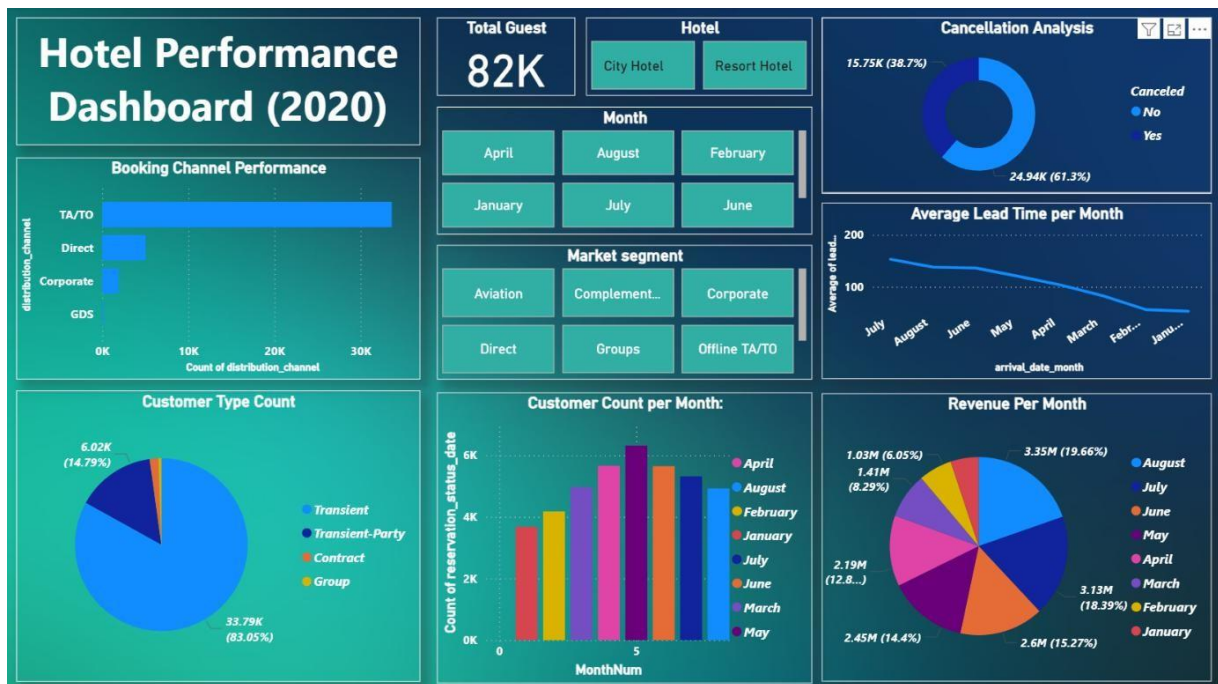 Hotel Performance
Dashboard (2020)
Total Guest
82K
Hotel
City Hotel
Resort Hotel
Month
April
August
February
January
July
June
Market segment
Aviation
Complement...
Corporate
Direct
Groups
Offline TA/TO
Cancellation Analysis
15.75K (38.7%)
24.94K (61.3%)
Canceled
No
Yes
Booking Channel Performance
distribution_channel
TA/TO
Direct
Corporate
GDS
0K
10K
20K
30K
Count of distribution_channel
Average Lead Time per Month
Average of lead...
200
100
July
August
June
May
April
March
Febr...
Janu...
arrival_date_month
Customer Type Count
6.02K
(14.79%)
33.79K
(83.05%)
Transient
Transient-Party
Contract
Group
Customer Count per Month:
Count of reservation_status_date
6K
4K
2K
0K
0
5
MonthNum
April
August
February
January
July
June
March
May
Revenue Per Month
1.03M (6.05%)
1.41M
(8.29%)
2.19M
(12.8...)
2.45M (14.4%)
2.6M (15.27%)
3.13M
(18.39%)
3.35M (19.66%)
August
July
June
May
April
March
February
January